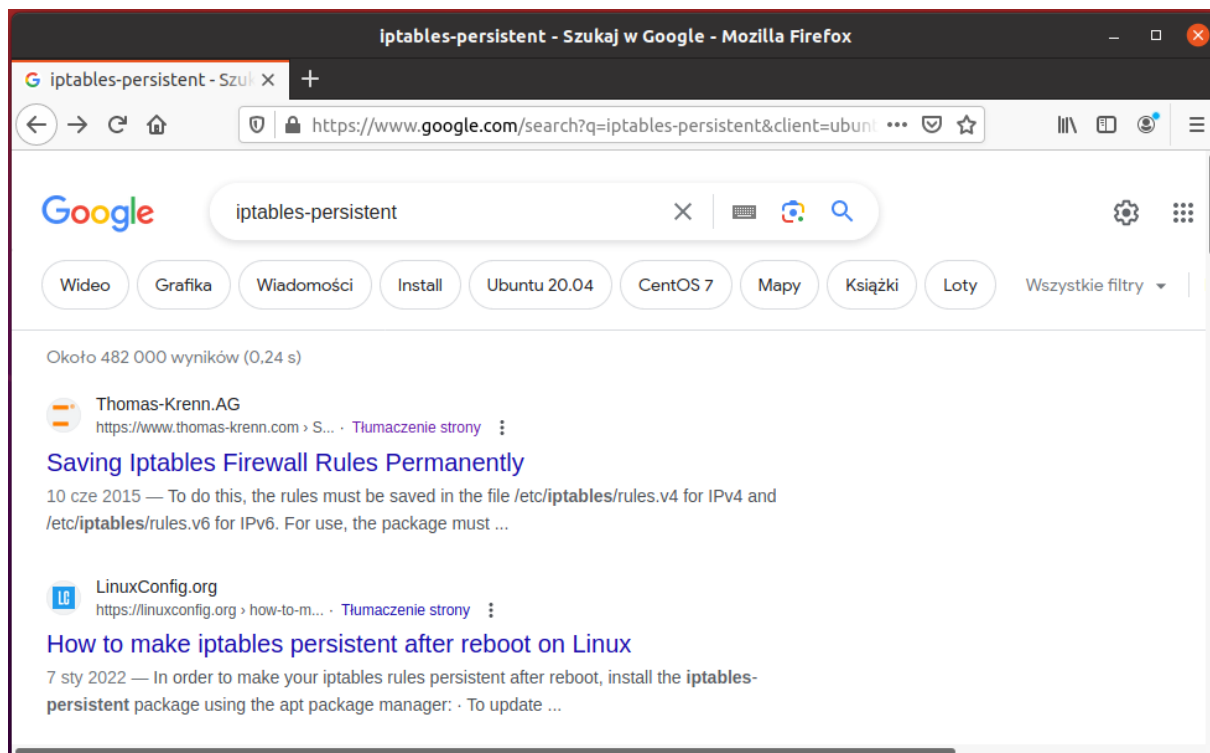 iptables-persistent - Szukaj w Google - Mozilla Firefox
G iptables-persistent - Szuk
https://www.google.com/search?q=iptables-persistent&client=ubunt
Google iptables-persistent
Wideo Grafika Wiadomości Install Ubuntu 20.04 CentOS 7 Mapy Książki Loty Wszystkie filtry
Około 482 000 wyników (0,24 s)
Thomas-Krenn.AG
https://www.thomas-krenn.com › S... · Tłumaczenie strony
Saving Iptables Firewall Rules Permanently
10 cze 2015 — To do this, the rules must be saved in the file /etc/iptables/rules.v4 for IPv4 and
/etc/iptables/rules.v6 for IPv6. For use, the package must ...
LinuxConfig.org
LC https://linuxconfig.org › how-to-m... · Tłumaczenie strony
How to make iptables persistent after reboot on Linux
7 sty 2022 — In order to make your iptables rules persistent after reboot, install the iptables-
persistent package using the apt package manager: · To update ...